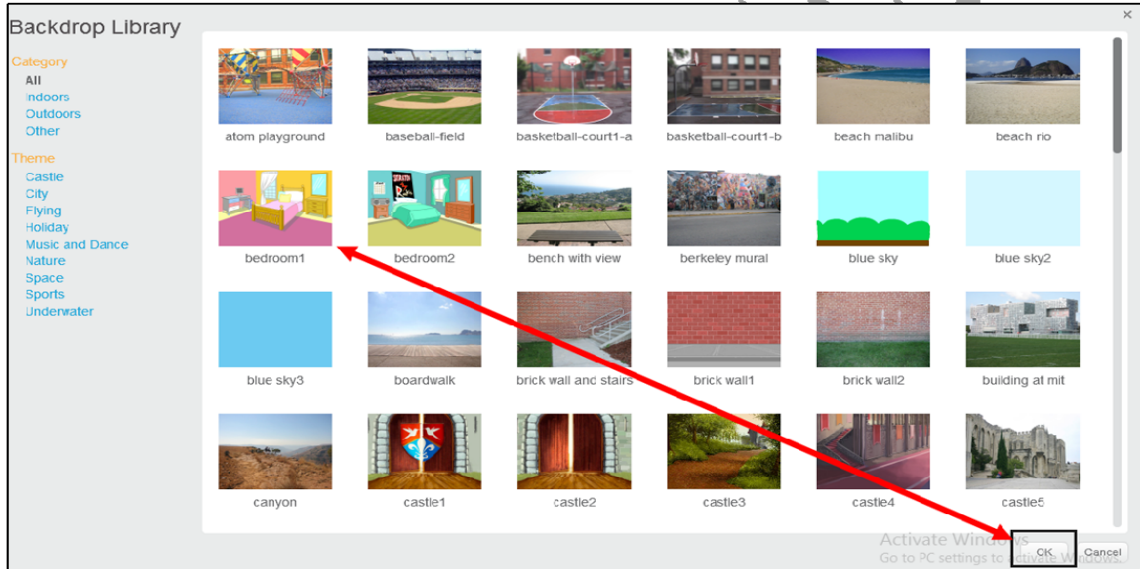 ×
Backdrop Library
Category
All
Indoors
Outdoors
Other
Theme
Castle
City
Flying
Holiday
Music and Dance
Nature
Space
Sports
Underwater
atom playground
baseball-field
basketball-court1-a
basketball-court1-b
beach malibu
beach rio
bedroom1
bedroom2
bench with view
berkeley mural
blue sky
blue sky2
blue sky3
boardwalk
brick wall and stairs
brick wall1
brick wall2
building at mit
canyon
castle1
castle2
castle3
castle4
castle5
Activate Windows
Go to PC settings to activate Windows.
OK
Cancel